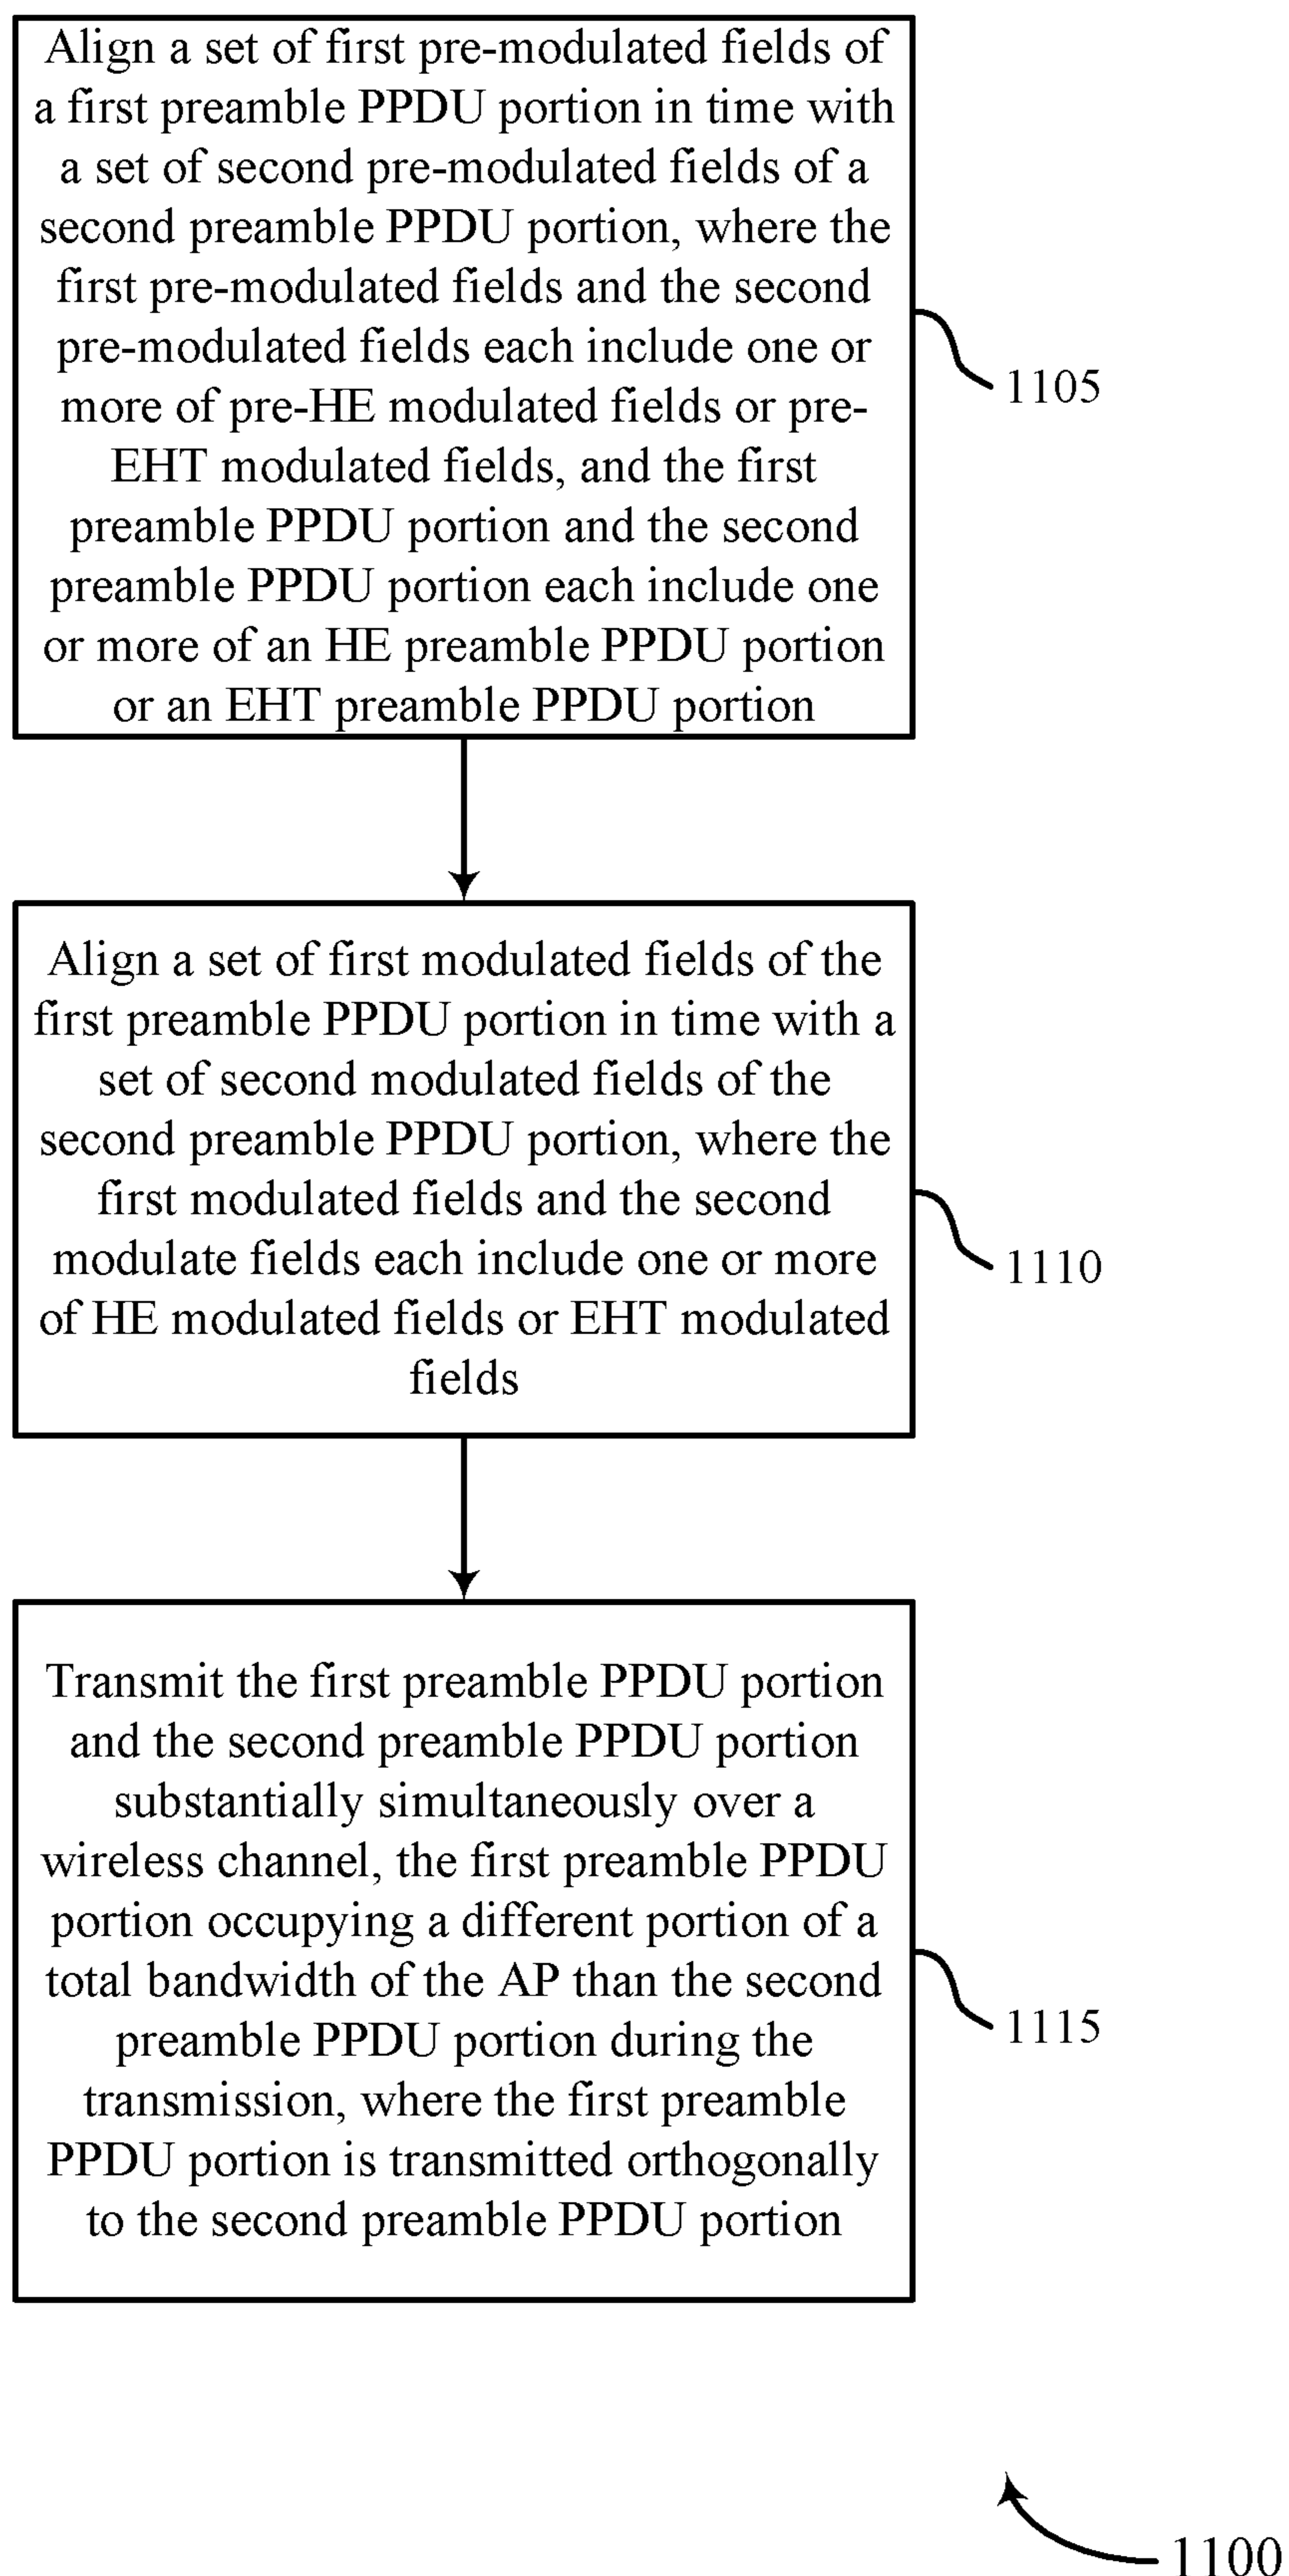 Align a set of first pre-modulated fields of
a first preamble PPDU portion in time with
a set of second pre-modulated fields of a
second preamble PPDU portion, where the
first pre-modulated fields and the second
pre-modulated fields each include one or
more of pre-HE modulated fields or pre-
EHT modulated fields, and the first
preamble PPDU portion and the second
preamble PPDU portion each include one
or more of an HE preamble PPDU portion
or an EHT preamble PPDU portion
1105
Align a set of first modulated fields of the
first preamble PPDU portion in time with a
set of second modulated fields of the
second preamble PPDU portion, where the
first modulated fields and the second
modulate fields each include one or more
of HE modulated fields or EHT modulated
fields
1110
Transmit the first preamble PPDU portion
and the second preamble PPDU portion
substantially simultaneously over a
wireless channel, the first preamble PPDU
portion occupying a different portion of a
total bandwidth of the AP than the second
preamble PPDU portion during the
transmission, where the first preamble
PPDU portion is transmitted orthogonally
to the second preamble PPDU portion
1115
1100